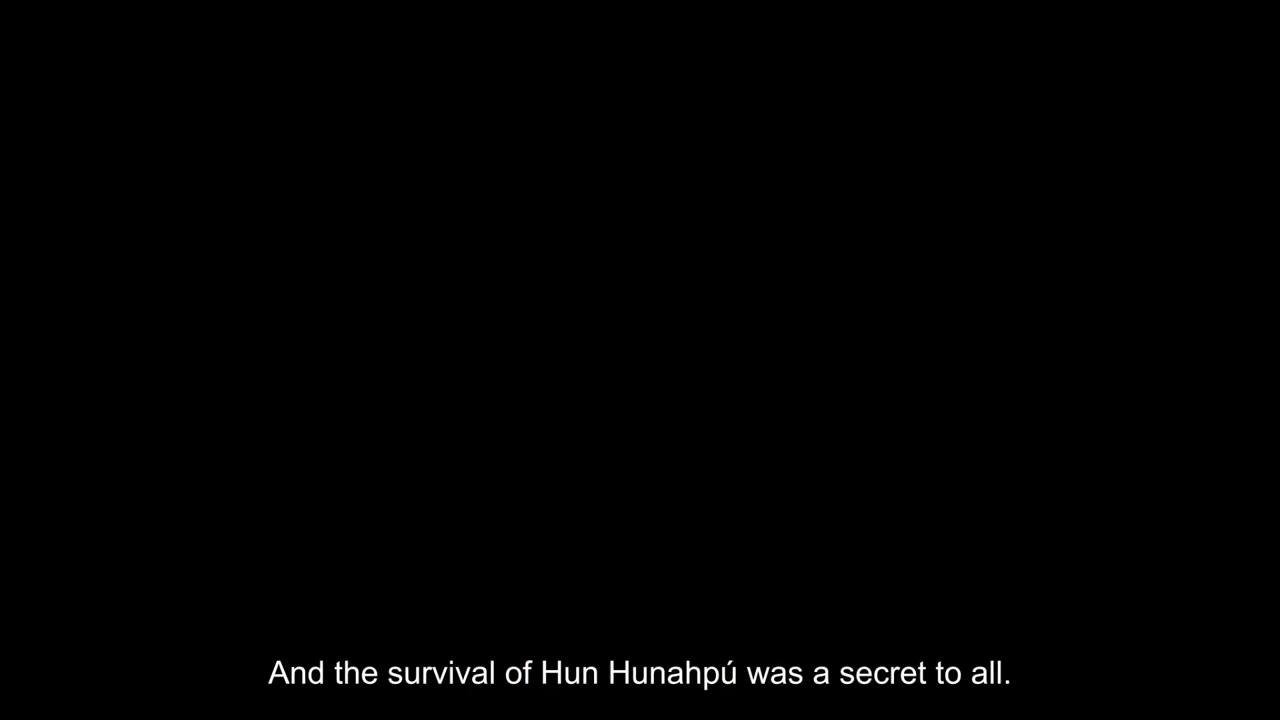 And the survival of Hun Hunahpú was a secret to all.